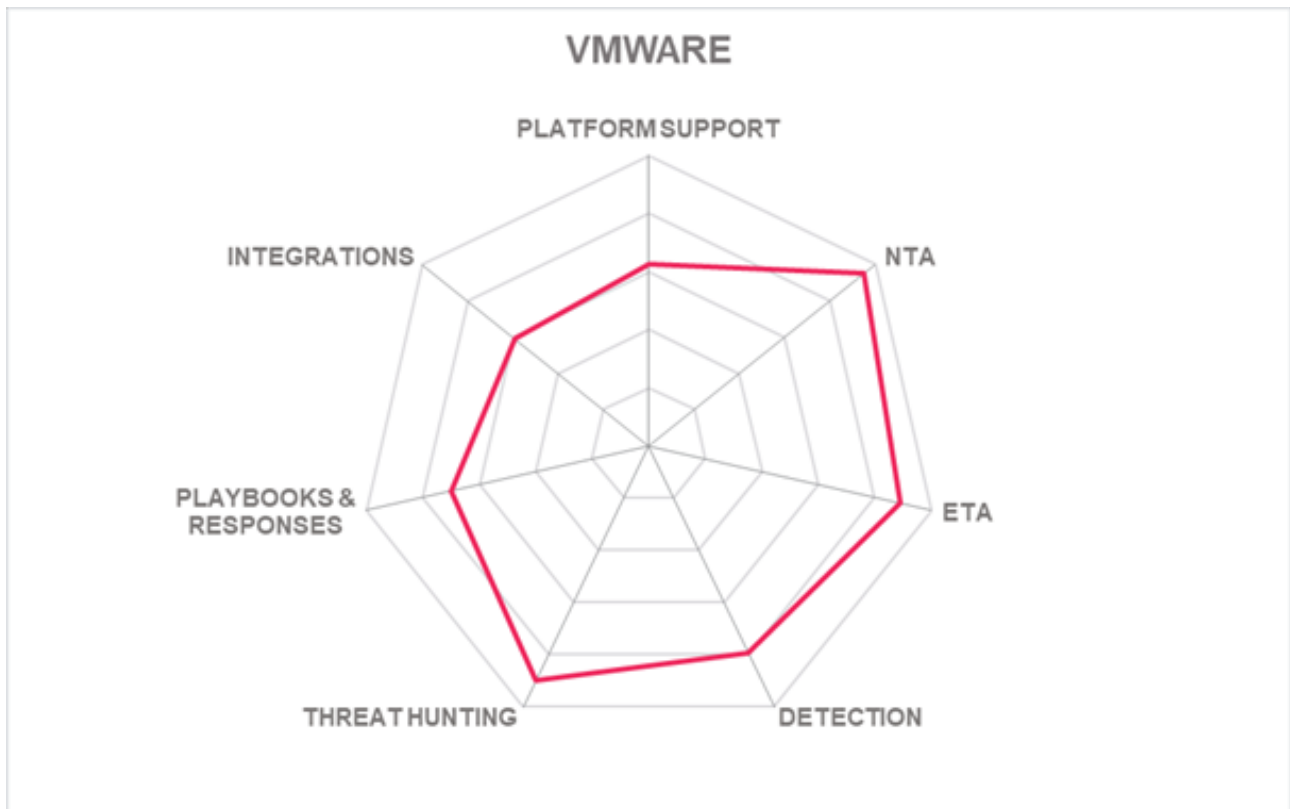 VMWARE
PLATFORM SUPPORT
INTEGRATIONS
NTA
PLAYBOOKS &
RESPONSES
ETA
THREAT HUNTING
DETECTION